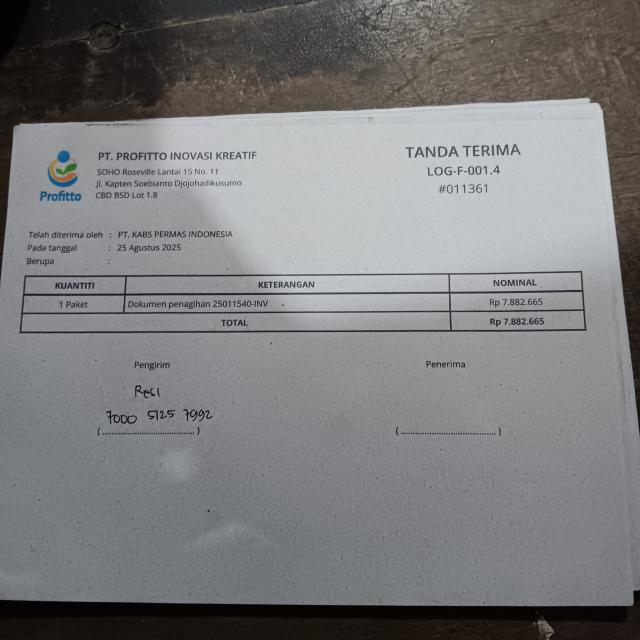 Profitto
PT. PROFITTO INOVASI KREATIF
SOHO Roseville Lantai 15 No. 11
Jl. Kapten Soebianto Djojohadikusumo
CBD BSD Lot 1.8
TANDA TERIMA
LOG-F-001.4
#011361
Telah diterima oleh : PT. KABS PERMAS INDONESIA
Pada tanggal : 25 Agustus 2025
Berupa :
KUANTITI KETERANGAN NOMINAL
1 Paket Dokumen penagihan 25011540-INV Rp 7.882.665
TOTAL Rp 7.882.665
Pengirim Penerima
Resi
7000 5125 7992
(................................) (..................................)